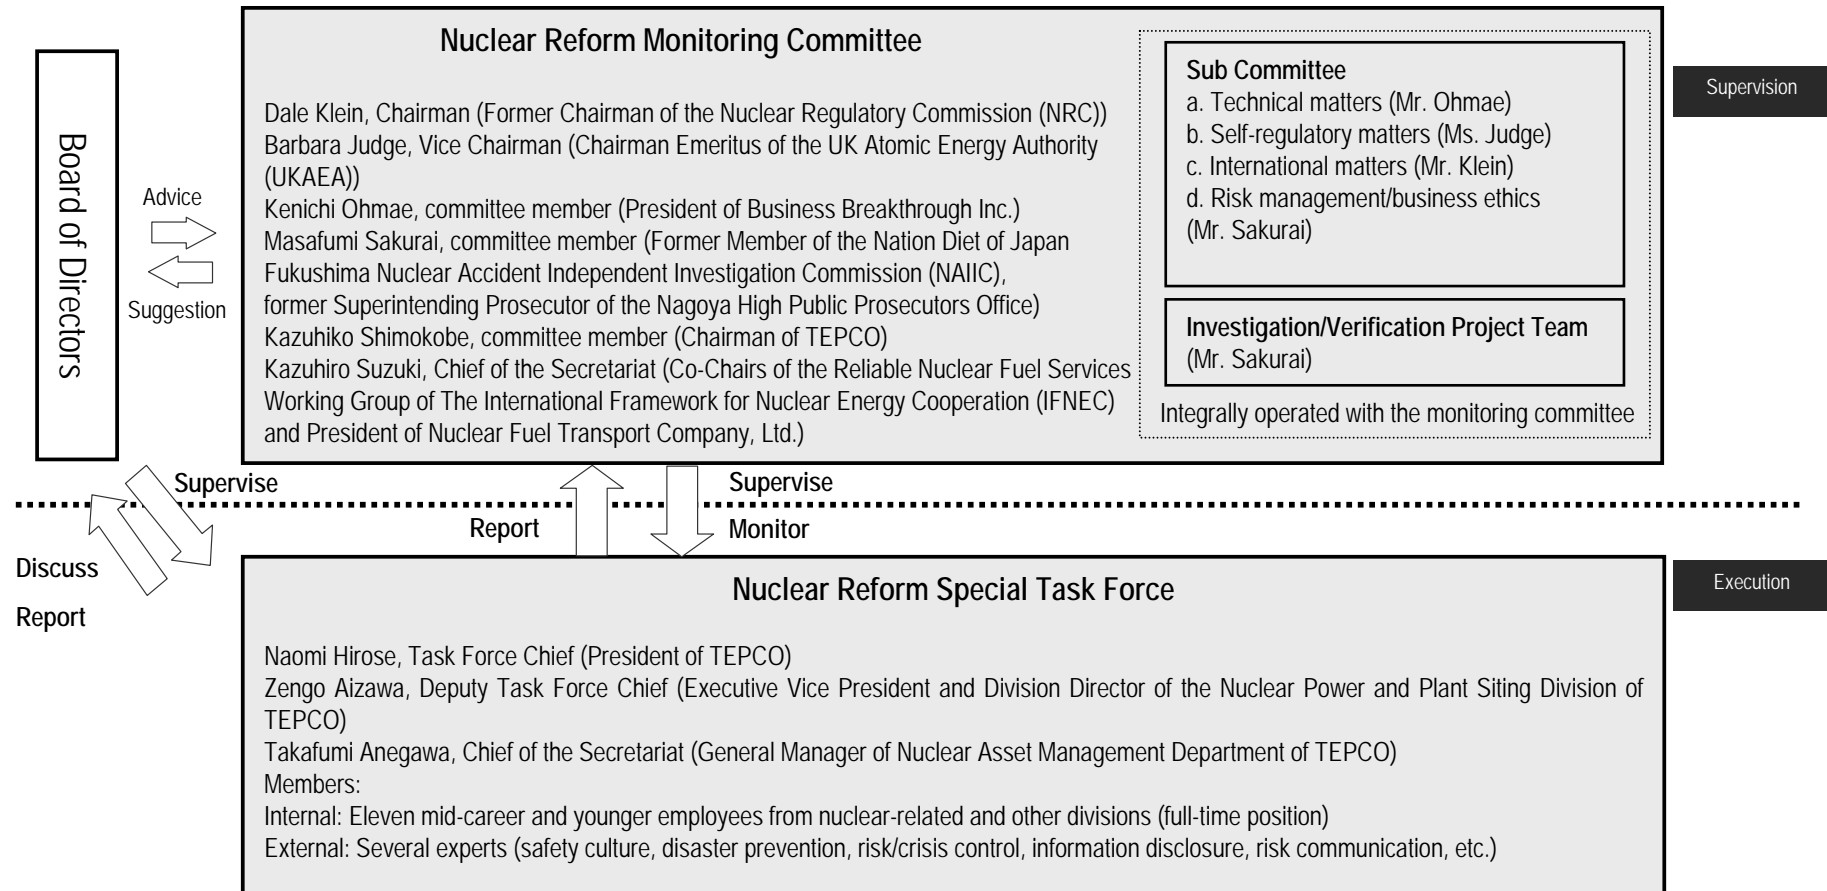 Nuclear Reform Monitoring Committee
Dale Klein, Chairman (Former Chairman of the Nuclear Regulatory Commission (NRC))
Barbara Judge, Vice Chairman (Chairman Emeritus of the UK Atomic Energy Authority
(UKAEA))
Kenichi Ohmae, committee member (President of Business Breakthrough Inc.)
Masafumi Sakurai, committee member (Former Member of the Nation Diet of Japan
Fukushima Nuclear Accident Independent Investigation Commission (NAIIC),
former Superintending Prosecutor of the Nagoya High Public Prosecutors Office)
Kazuhiko Shimokobe, committee member (Chairman of TEPCO)
Kazuhiro Suzuki, Chief of the Secretariat (Co-Chairs of the Reliable Nuclear Fuel Services
Working Group of The International Framework for Nuclear Energy Cooperation (IFNEC)
and President of Nuclear Fuel Transport Company, Ltd.)
Sub Committee
a. Technical matters (Mr. Ohmae)
b. Self-regulatory matters (Ms. Judge)
c. International matters (Mr. Klein)
d. Risk management/business ethics
(Mr. Sakurai)
Investigation/Verification Project Team
(Mr. Sakurai)
Integrally operated with the monitoring committee
Supervision
Board of Directors
Advice
Suggestion
Supervise
Discuss
Report
Report
Supervise
Monitor
Nuclear Reform Special Task Force
Naomi Hirose, Task Force Chief (President of TEPCO)
Zengo Aizawa, Deputy Task Force Chief (Executive Vice President and Division Director of the Nuclear Power and Plant Siting Division of
TEPCO)
Takafumi Anegawa, Chief of the Secretariat (General Manager of Nuclear Asset Management Department of TEPCO)
Members:
Internal: Eleven mid-career and younger employees from nuclear-related and other divisions (full-time position)
External: Several experts (safety culture, disaster prevention, risk/crisis control, information disclosure, risk communication, etc.)
Execution